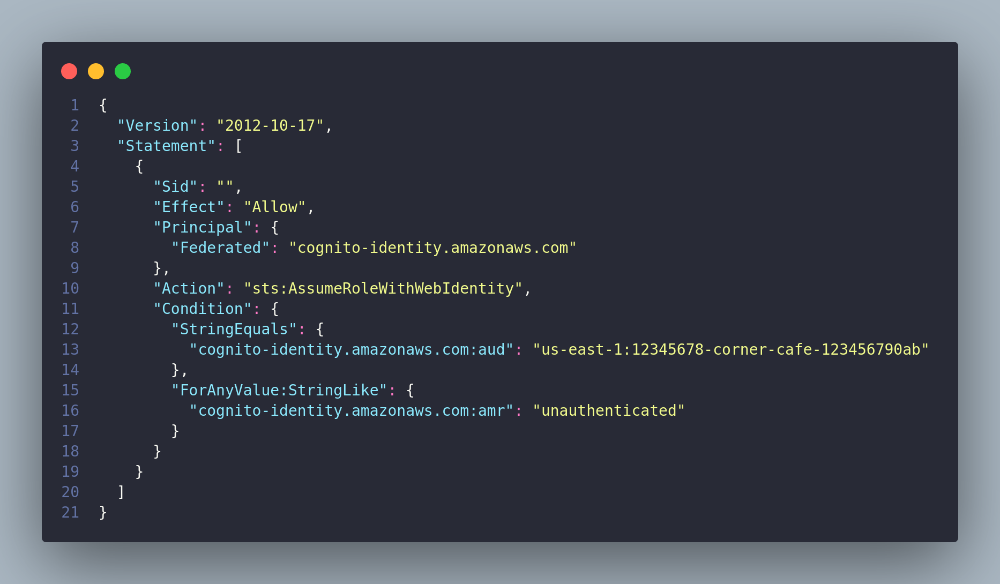 1 {
2   "Version": "2012-10-17",
3   "Statement": [
4     {
5       "Sid": "",
6       "Effect": "Allow",
7       "Principal": {
8         "Federated": "cognito-identity.amazonaws.com"
9       },
10       "Action": "sts:AssumeRoleWithWebIdentity",
11       "Condition": {
12         "StringEquals": {
13           "cognito-identity.amazonaws.com:aud": "us-east-1:12345678-corner-cafe-123456790ab"
14         },
15         "ForAnyValue:StringLike": {
16           "cognito-identity.amazonaws.com:amr": "unauthenticated"
17         }
18       }
19     }
20   ]
21 }